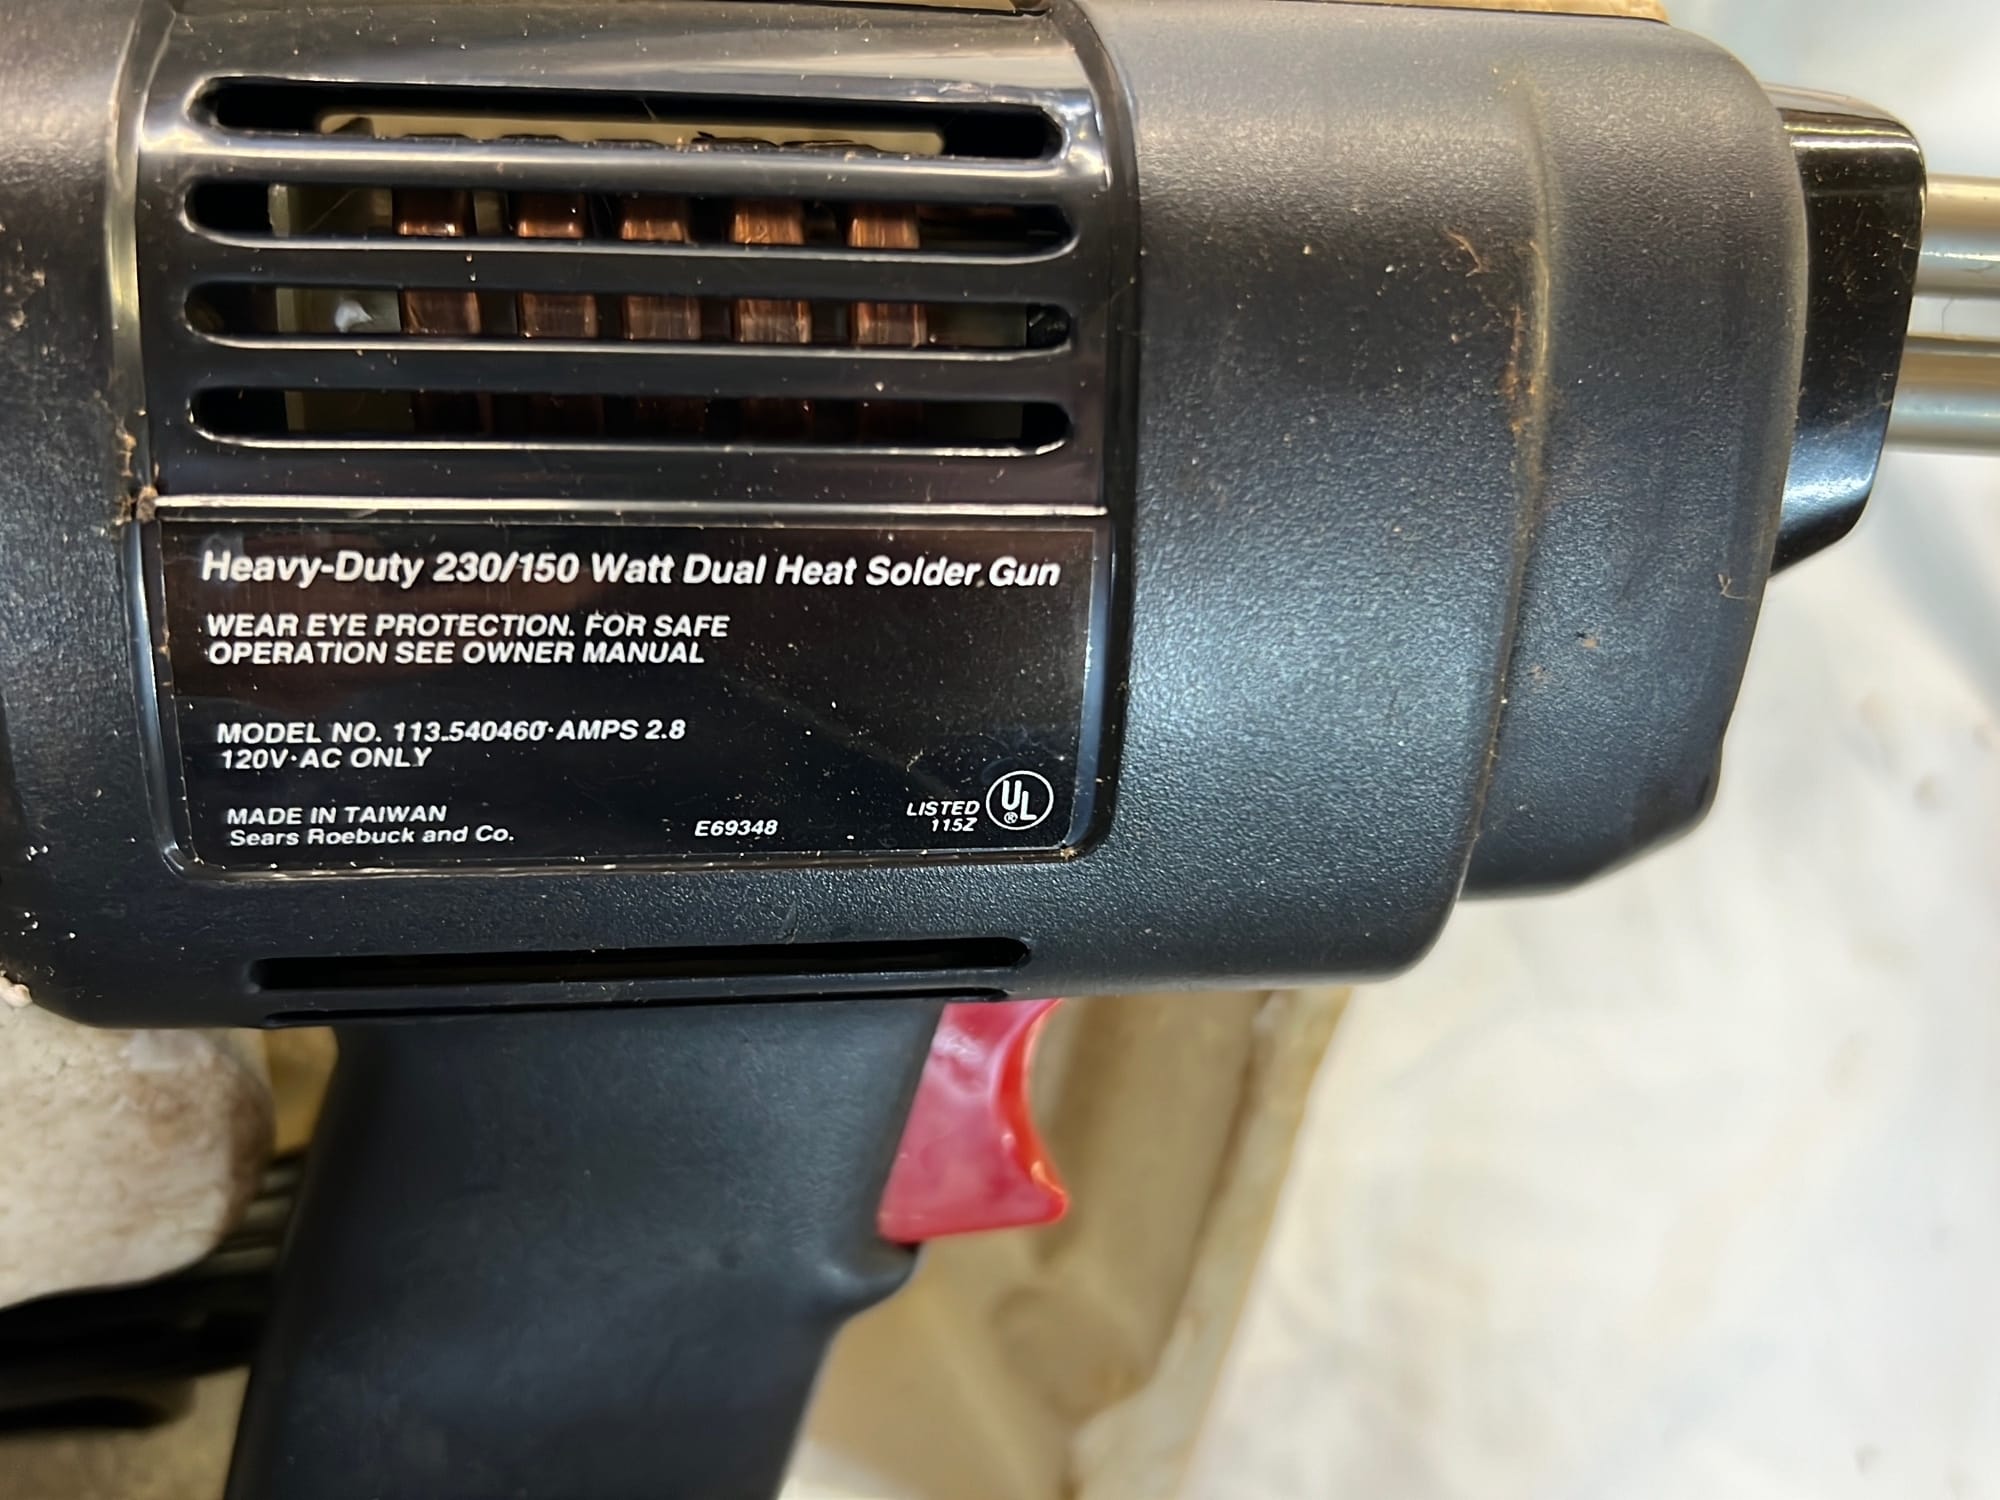 Heavy-Duty 230/150 Watt Dual Heat Solder Gun
WEAR EYE PROTECTION. FOR SAFE
OPERATION SEE OWNER MANUAL
MODEL NO. 113.540460·AMPS 2.8
120V·AC ONLY
MADE IN TAIWAN
Sears Roebuck and Co.
E69348
LISTED
115Z
UL
®